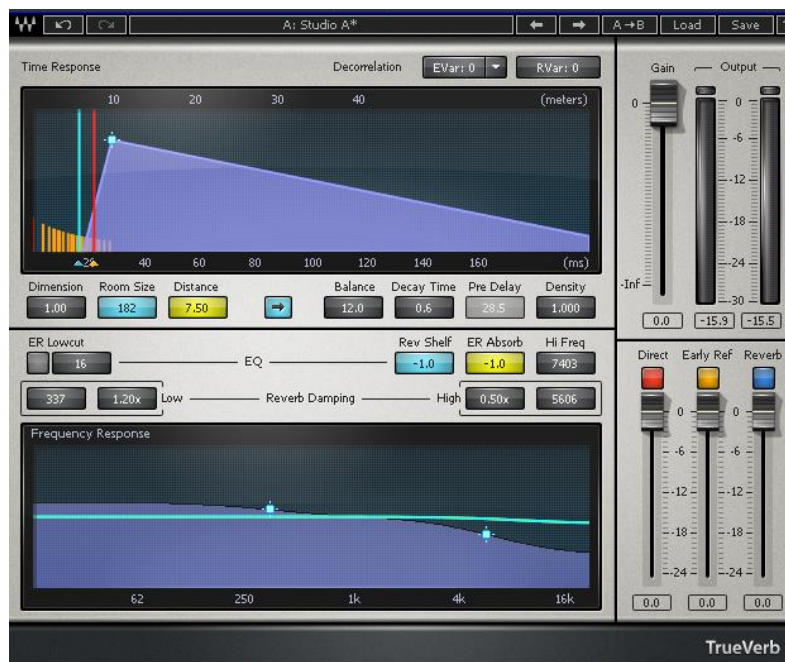 A: Studio A* A→B Load Save
Time Response Decorrelation EVar: 0 RVar: 0
10 20 30 40 (meters)
40 60 80 100 120 140 160 (ms)
Dimension Room Size Distance Balance Decay Time Pre Delay Density
1.00 182 7.50 12.0 0.6 28.5 1.000
ER Lowcut EQ Rev Shelf ER Absorb Hi Freq
16 -1.0 -1.0 7403
337 1.20x Low Reverb Damping High 0.50x 5606
Frequency Response
62 250 1k 4k 16k
Gain Output
0 0
-6
-12
-18
-24
-Inf -30
0.0 -15.9 -15.5
Direct Early Ref Reverb
0 0
-6 -6
-12 -12
-18 -18
-24 -24
0.0 0.0 0.0
TrueVerb